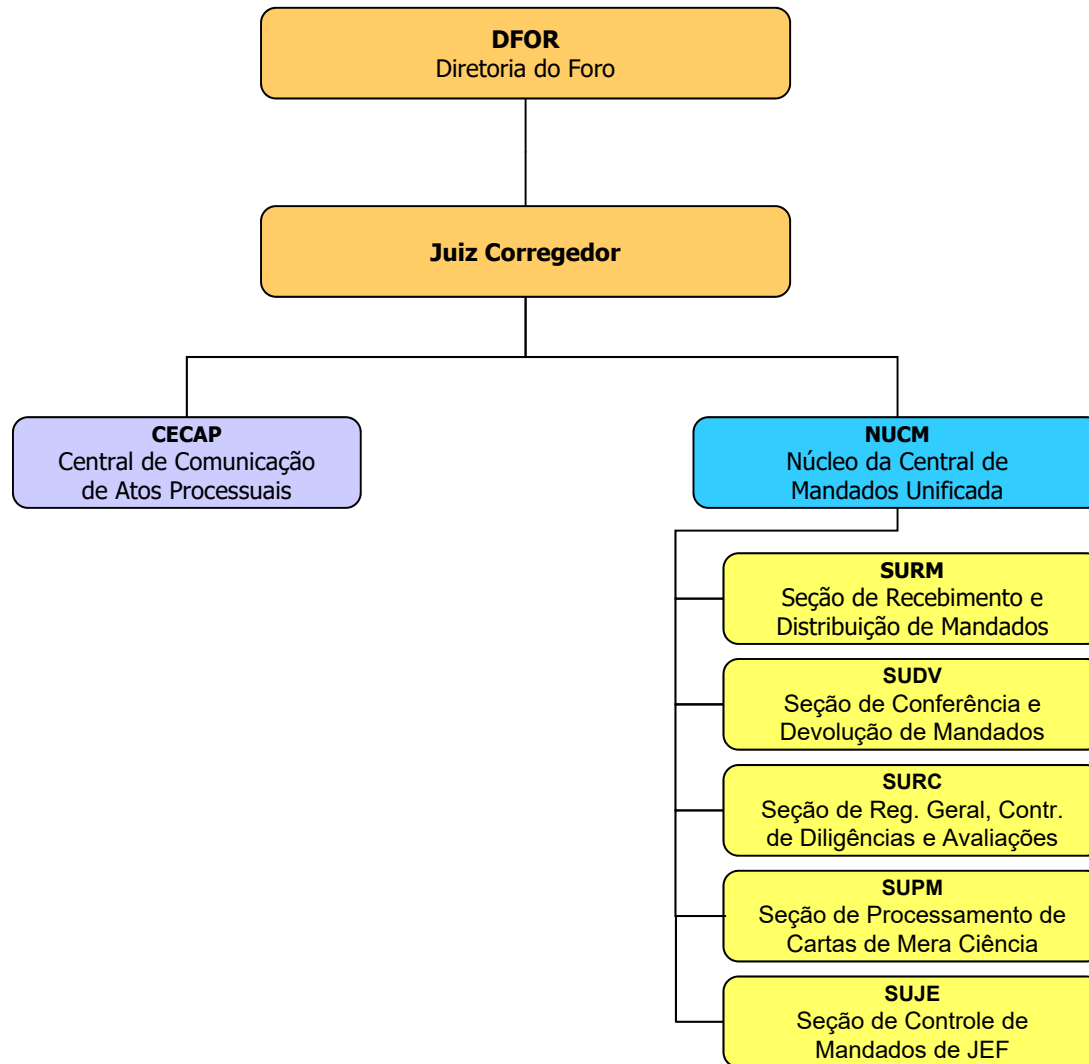 DFOR
Diretoria do Foro
Juiz Corregedor
CECAP
Central de Comunicação
de Atos Processuais
NUCM
Núcleo da Central de
Mandados Unificada
SURM
Seção de Recebimento e
Distribuição de Mandados
SUDV
Seção de Conferência e
Devolução de Mandados
SURC
Seção de Reg. Geral, Contr.
de Diligências e Avaliações
SUPM
Seção de Processamento de
Cartas de Mera Ciência
SUJE
Seção de Controle de
Mandados de JEF